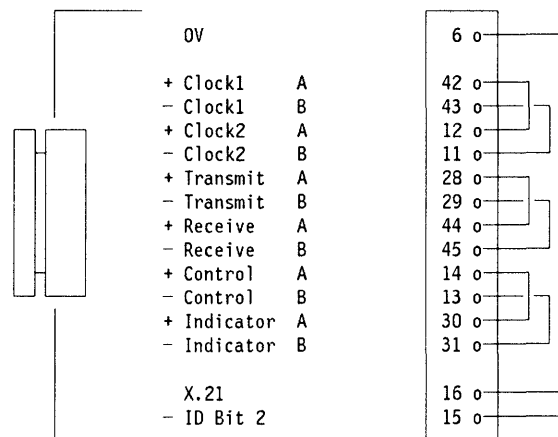 0V 6 o
+ Clock1 A 42 o
- Clock1 B 43 o
+ Clock2 A 12 o
- Clock2 B 11 o
+ Transmit A 28 o
- Transmit B 29 o
+ Receive A 44 o
- Receive B 45 o
+ Control A 14 o
- Control B 13 o
+ Indicator A 30 o
- Indicator B 31 o
X.21 16 o
- ID Bit 2 15 o